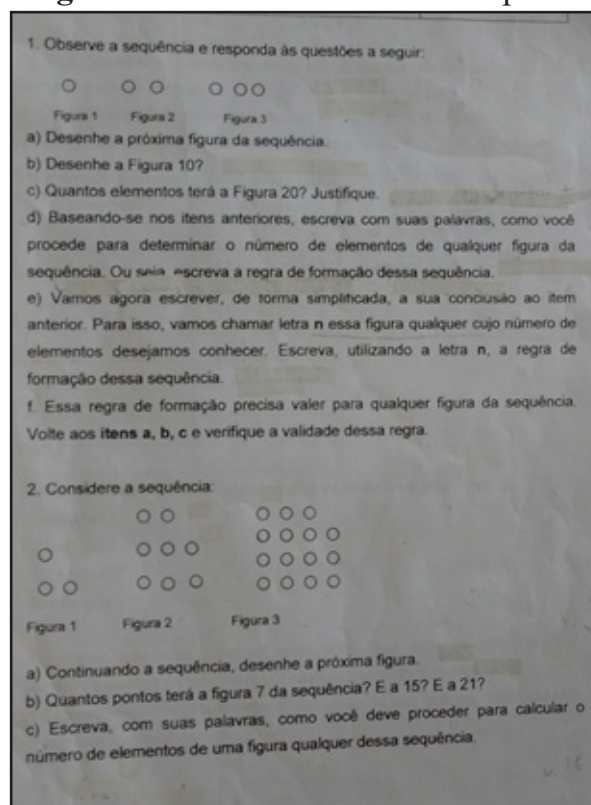 1. Observe a sequência e responda às questões a seguir:
Figura 1 Figura 2 Figura 3
a) Desenhe a próxima figura da sequência.
b) Desenhe a Figura 10?
c) Quantos elementos terá a Figura 20? Justifique.
d) Baseando-se nos itens anteriores, escreva com suas palavras, como você
procede para determinar o número de elementos de qualquer figura da
sequência. Ou seja, escreva a regra de formação dessa sequência.
e) Vamos agora escrever, de forma simplificada, a sua conclusão ao item
anterior. Para isso, vamos chamar letra n essa figura qualquer cujo número de
elementos desejamos conhecer. Escreva, utilizando a letra n, a regra de
formação dessa sequência.
f. Essa regra de formação precisa valer para qualquer figura da sequência.
Volte aos itens a, b, c e verifique a validade dessa regra.
2. Considere a sequência:
Figura 1 Figura 2 Figura 3
a) Continuando a sequência, desenhe a próxima figura.
b) Quantos pontos terá a figura 7 da sequência? E a 15? E a 21?
c) Escreva, com suas palavras, como você deve proceder para calcular o
número de elementos de uma figura qualquer dessa sequência.